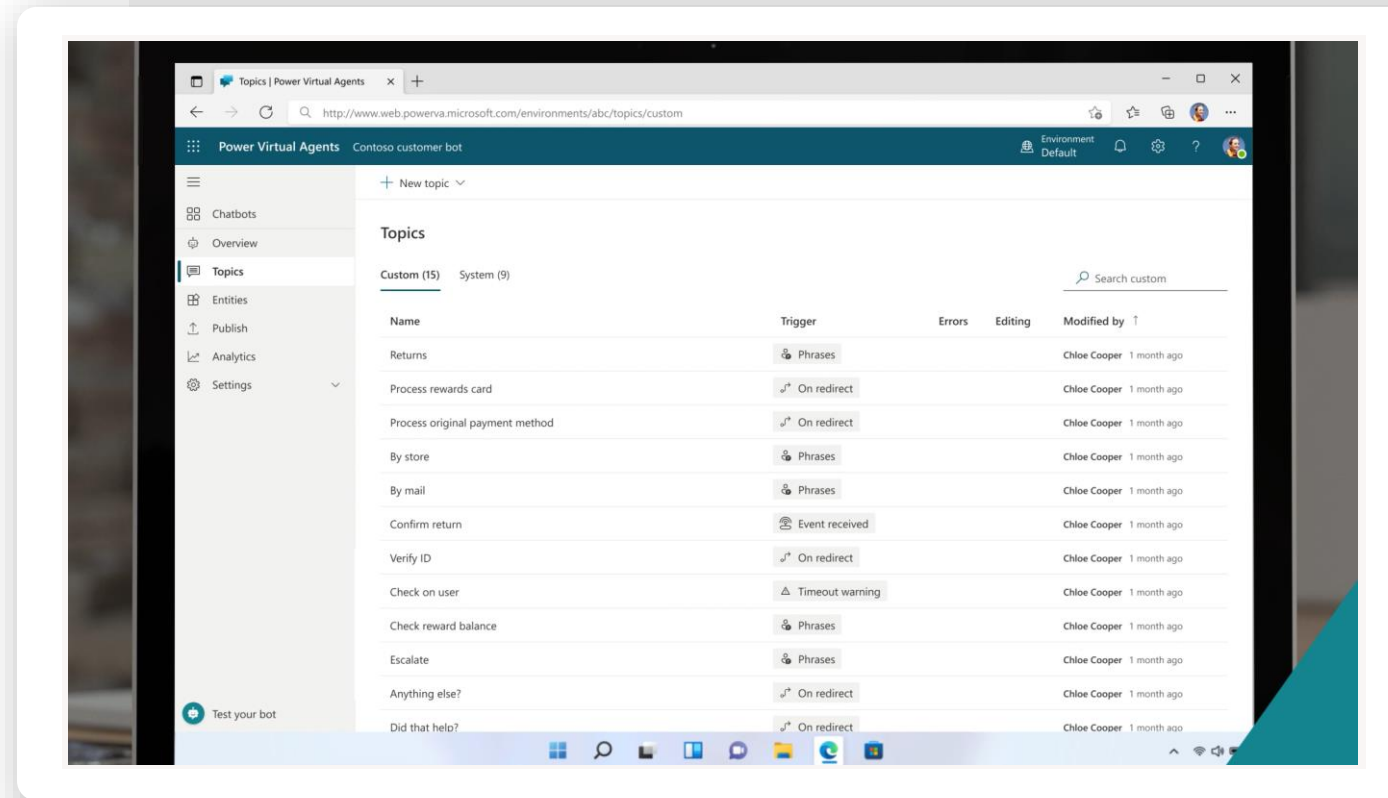 Topics | Power Virtual Agents
http://www.web.powerva.microsoft.com/environments/abc/topics/custom
Power Virtual Agents Contoso customer bot
Environment
Default
?
New topic
Chatbots
Overview
Topics
Entities
Publish
Analytics
Settings
Test your bot
Topics
Custom (15) System (9)
Search custom
Name Trigger Errors Editing Modified by ↑
Returns Phrases Chloe Cooper 1 month ago
Process rewards card On redirect Chloe Cooper 1 month ago
Process original payment method On redirect Chloe Cooper 1 month ago
By store Phrases Chloe Cooper 1 month ago
By mail Phrases Chloe Cooper 1 month ago
Confirm return Event received Chloe Cooper 1 month ago
Verify ID On redirect Chloe Cooper 1 month ago
Check on user Timeout warning Chloe Cooper 1 month ago
Check reward balance Phrases Chloe Cooper 1 month ago
Escalate Phrases Chloe Cooper 1 month ago
Anything else? On redirect Chloe Cooper 1 month ago
Did that help? On redirect Chloe Cooper 1 month ago